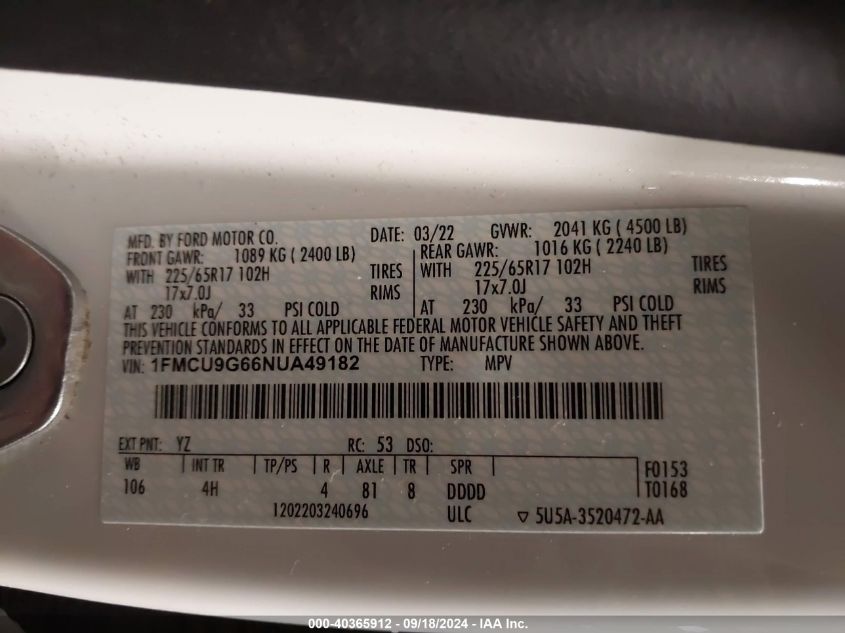 MFD. BY FORD MOTOR CO. DATE: 03/22 GVWR: 2041 KG ( 4500 LB)
FRONT GAWR: 1089 KG ( 2400 LB) REAR GAWR: 1016 KG ( 2240 LB)
WITH 225/65R17 102H TIRES WITH 225/65R17 102H TIRES
17x7.0J RIMS 17x7.0J RIMS
AT 230 kPa/ 33 PSI COLD AT 230 kPa/ 33 PSI COLD
THIS VEHICLE CONFORMS TO ALL APPLICABLE FEDERAL MOTOR VEHICLE SAFETY AND THEFT
PREVENTION STANDARDS IN EFFECT ON THE DATE OF MANUFACTURE SHOWN ABOVE.
VIN: 1FMCU9G66NUA49182 TYPE: MPV
EXT PNT: YZ RC: 53 DSO:
WB INT TR TP/PS R AXLE TR SPR F0153
106 4H 4 81 8 DDDD T0168
1202203240696 ULC ▽ 5U5A-3520472-AA
000-40365912 - 09/18/2024 - IAA Inc.